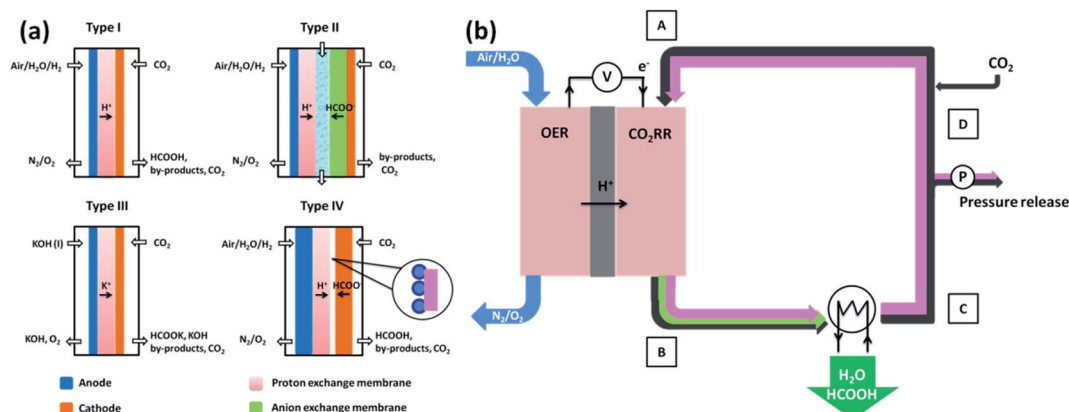 (a)
Type I
Air/H₂O/H₂
CO₂
H⁺
N₂/O₂
HCOOH,
by-products, CO₂
Type II
Air/H₂O/H₂
CO₂
H⁺
HCOO⁻
N₂/O₂
by-products,
CO₂
Type III
KOH (l)
CO₂
K⁺
KOH, O₂
HCOOK, KOH
by-products, CO₂
Type IV
Air/H₂O/H₂
CO₂
H⁺
HCOO⁻
N₂/O₂
HCOOH,
by-products, CO₂
Anode
Cathode
Proton exchange membrane
Anion exchange membrane
(b)
A
Air/H₂O
V
e⁻
CO₂
OER
CO₂RR
D
H⁺
P
Pressure release
N₂/O₂
B
C
H₂O
HCOOH